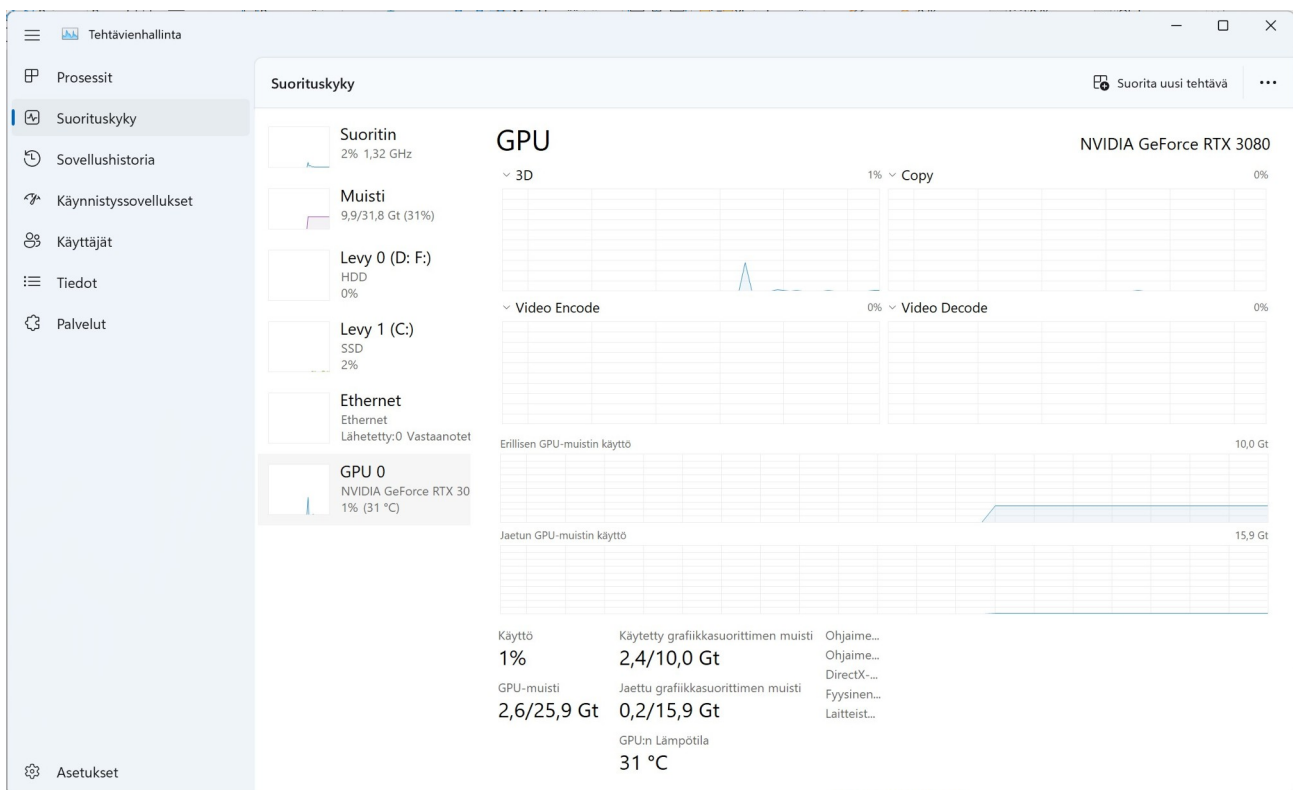 Tehtävienhallinta
Prosessit
Suorituskyky
Sovellushistoria
Käynnistyssovellukset
Käyttäjät
Tiedot
Palvelut
Asetukset
Suorituskyky
Suorita uusi tehtävä
Suoritin
2% 1,32 GHz
Muisti
9,9/31,8 Gt (31%)
Levy 0 (D: F:)
HDD
0%
Levy 1 (C:)
SSD
2%
Ethernet
Ethernet
Lähetetty:0 Vastaanotet
GPU 0
NVIDIA GeForce RTX 30
1% (31 °C)
GPU
NVIDIA GeForce RTX 3080
3D 1%
Copy 0%
Video Encode 0%
Video Decode 0%
Erillisen GPU-muistin käyttö 10,0 Gt
Jaetun GPU-muistin käyttö 15,9 Gt
Käyttö
1%
GPU-muisti
2,6/25,9 Gt
Käytetty grafiikkasuorittimen muisti
2,4/10,0 Gt
Jaettu grafiikkasuorittimen muisti
0,2/15,9 Gt
GPU:n Lämpötila
31 °C
Ohjaime...
Ohjaime...
DirectX-...
Fyysinen...
Laitteist...